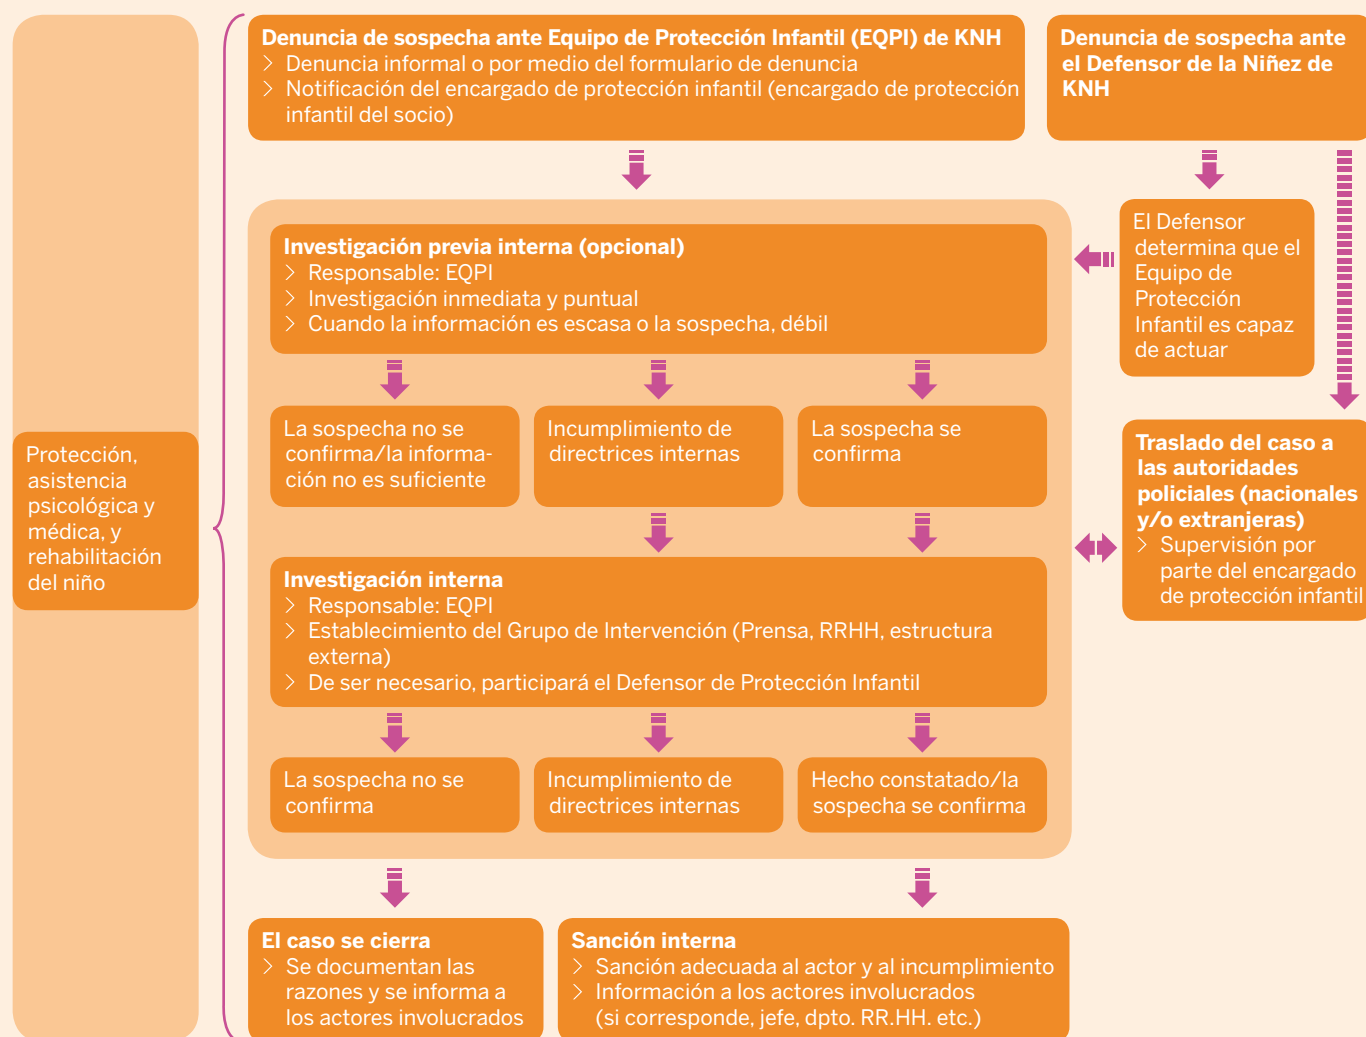 Denuncia de sospecha ante Equipo de Protección Infantil (EQPI) de KNH
> Denuncia informal o por medio del formulario de denuncia
> Notificación del encargado de protección infantil (encargado de protección
infantil del socio)
Denuncia de sospecha ante
el Defensor de la Niñez de
KNH
El Defensor
determina que el
Equipo de
Protección
Infantil es capaz
de actuar
Investigación previa interna (opcional)
> Responsable: EQPI
> Investigación inmediata y puntual
> Cuando la información es escasa o la sospecha, débil
La sospecha no se
confirma/la informa-
ción no es suficiente
Incumplimiento de
directrices internas
La sospecha se
confirma
Traslado del caso a
las autoridades
policiales (nacionales
y/o extranjeras)
> Supervisión por
parte del encargado
de protección infantil
Protección,
asistencia
psicológica y
médica, y
rehabilitación
del niño
Investigación interna
> Responsable: EQPI
> Establecimiento del Grupo de Intervención (Prensa, RRHH, estructura
externa)
> De ser necesario, participará el Defensor de Protección Infantil
La sospecha no se
confirma
Incumplimiento de
directrices internas
Hecho constatado/la
sospecha se confirma
El caso se cierra
> Se documentan las
razones y se informa a
los actores involucrados
Sanción interna
> Sanción adecuada al actor y al incumplimiento
> Información a los actores involucrados
(si corresponde, jefe, dpto. RR.HH. etc.)